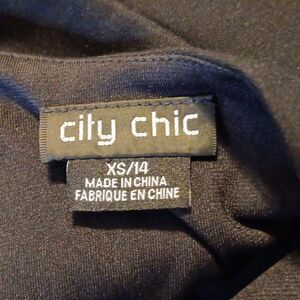 city chic
XS/14
MADE IN CHINA
FABRIQUE EN CHINE